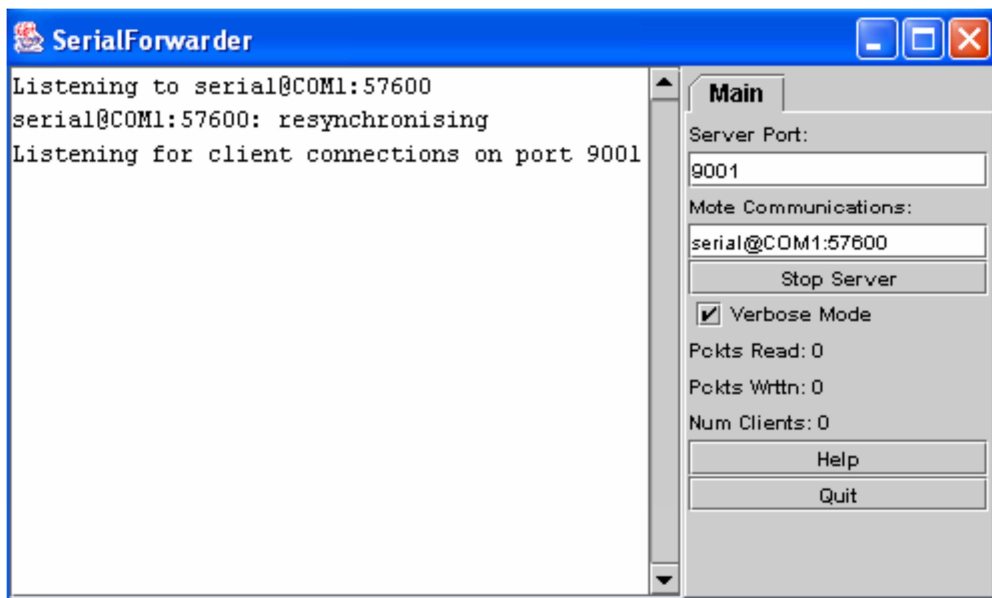 SerialForwarder
Listening to serial@COM1:57600
serial@COM1:57600: resynchronising
Listening for client connections on port 9001
Main
Server Port:
9001
Mote Communications:
serial@COM1:57600
Stop Server
Verbose Mode
Pckts Read: 0
Pckts Wrttn: 0
Num Clients: 0
Help
Quit